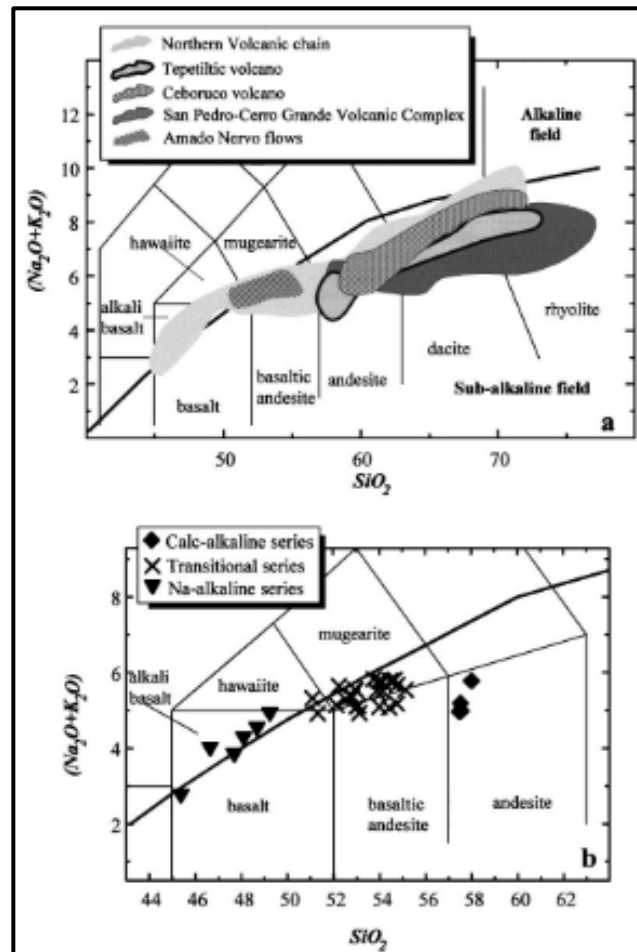 Northern Volcanic chain
Tepetiltic volcano
Ceboruco volcano
San Pedro-Cerro Grande Volcanic Complex
Amado Nervo flows
14
12
10
8
6
4
2
(Na₂O+K₂O)
Alkaline
field
hawaiite
mugearite
alkali
basalt
basalt
basaltic
andesite
andesite
dacite
rhyolite
Sub-alkaline field
a
50
60
70
SiO₂
Calc-alkaline series
Transitional series
Na-alkaline series
8
6
4
2
(Na₂O+K₂O)
mugearite
alkali
basalt
hawaiite
basalt
basaltic
andesite
andesite
b
44 46 48 50 52 54 56 58 60 62
SiO₂